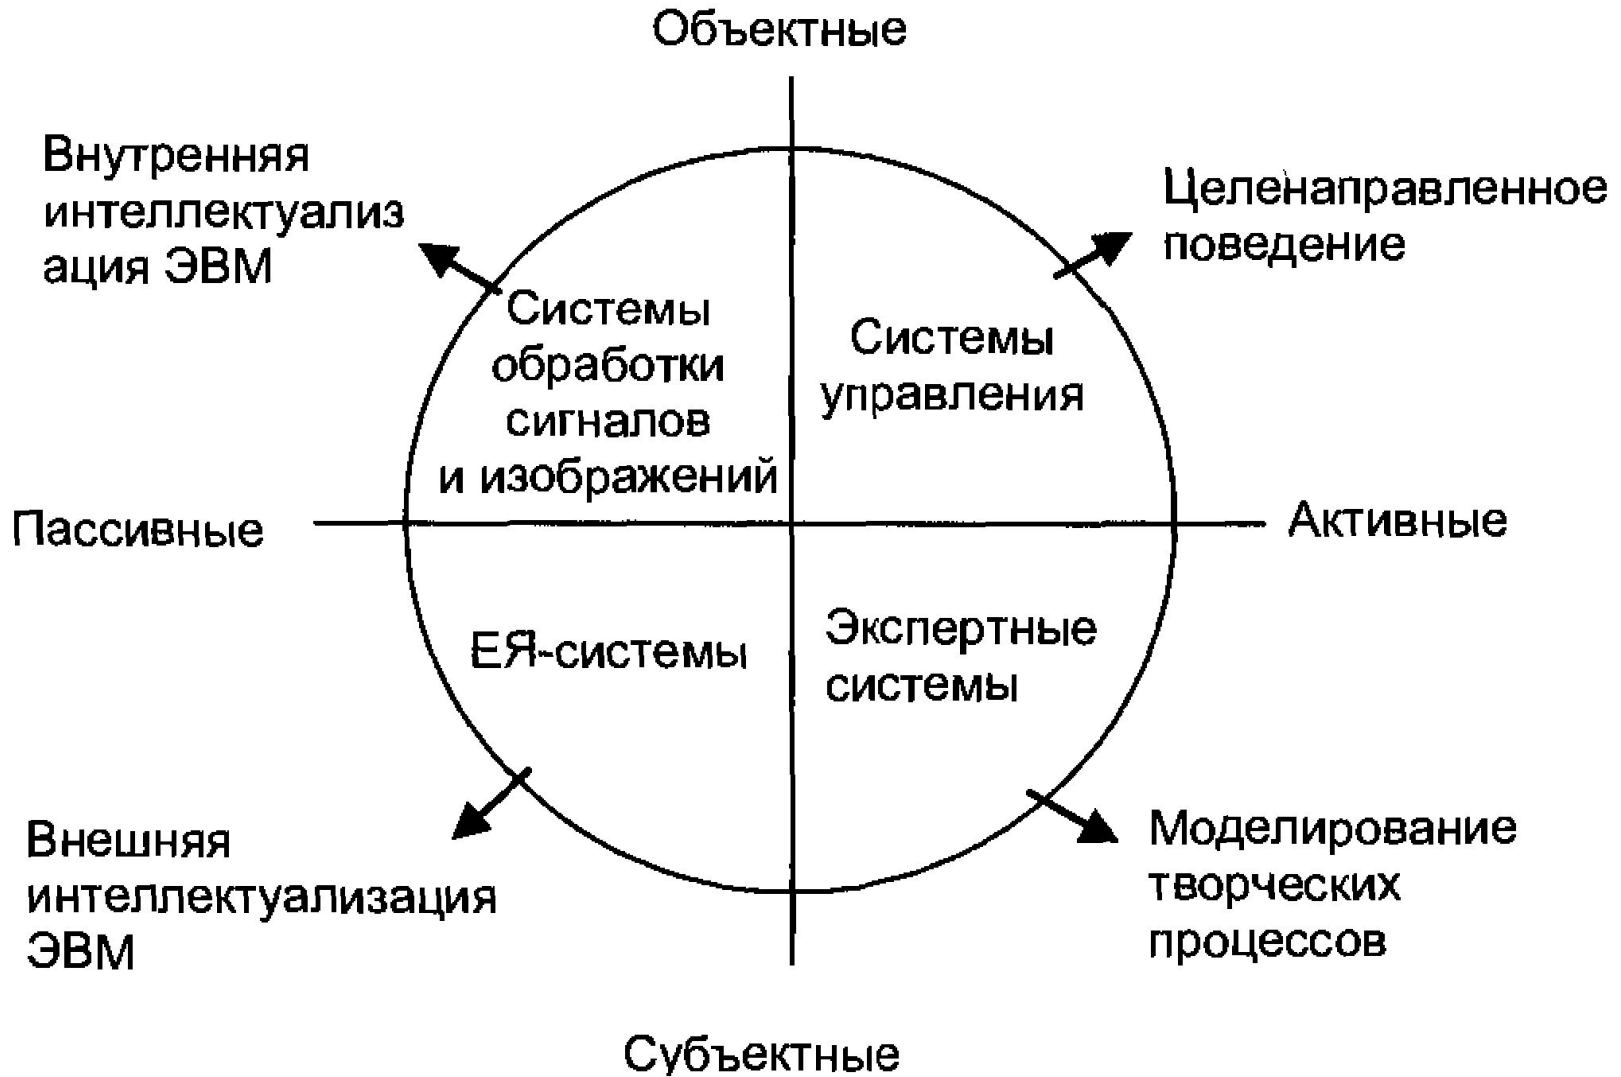 Объектные
Внутренняя
интеллектуализ
ация ЭВМ
Целенаправленное
поведение
Системы
обработки
сигналов
и изображений
Системы
управления
Пассивные
Активные
ЕЯ-системы
Экспертные
системы
Внешняя
интеллектуализация
ЭВМ
Моделирование
творческих
процессов
Субъектные